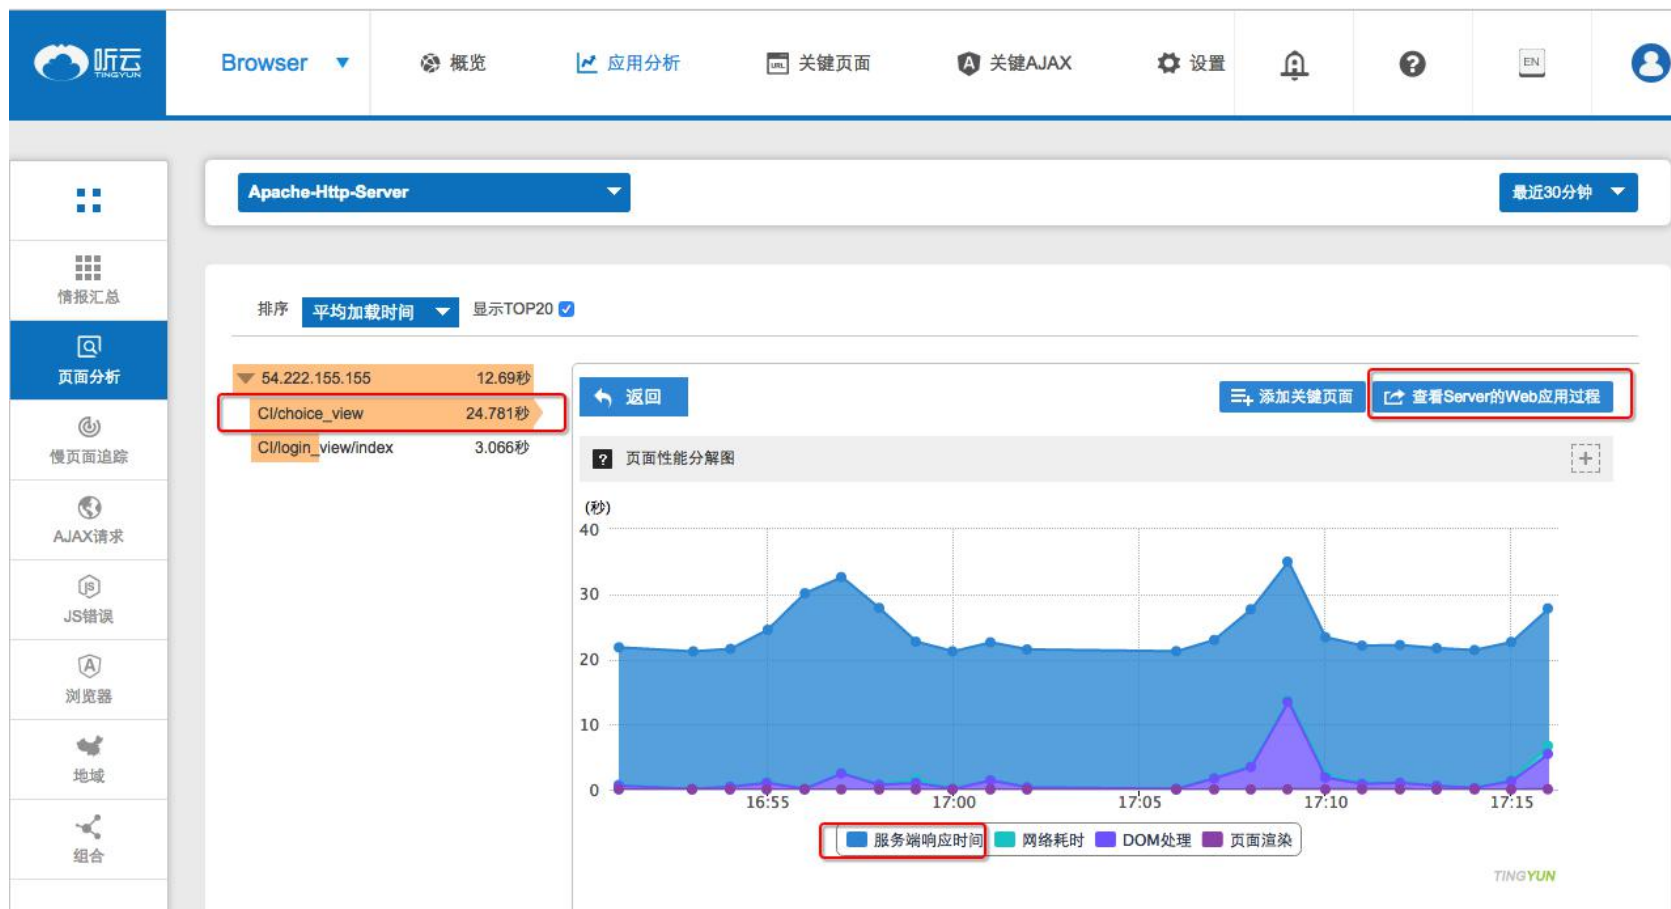 听云
TINGYUN
Browser
概览
应用分析
URL
关键页面
关键AJAX
设置
EN
Apache-Http-Server
最近30分钟
情报汇总
页面分析
慢页面追踪
AJAX请求
JS错误
浏览器
地域
组合
排序
平均加载时间
显示TOP20
54.222.155.155 12.69秒
CI/choice_view 24.781秒
CI/login_view/index 3.066秒
返回
添加关键页面
查看Server的Web应用过程
? 页面性能分解图
(秒)
40
30
20
10
0
16:55 17:00 17:05 17:10 17:15
服务端响应时间 网络耗时 DOM处理 页面渲染
TINGYUN